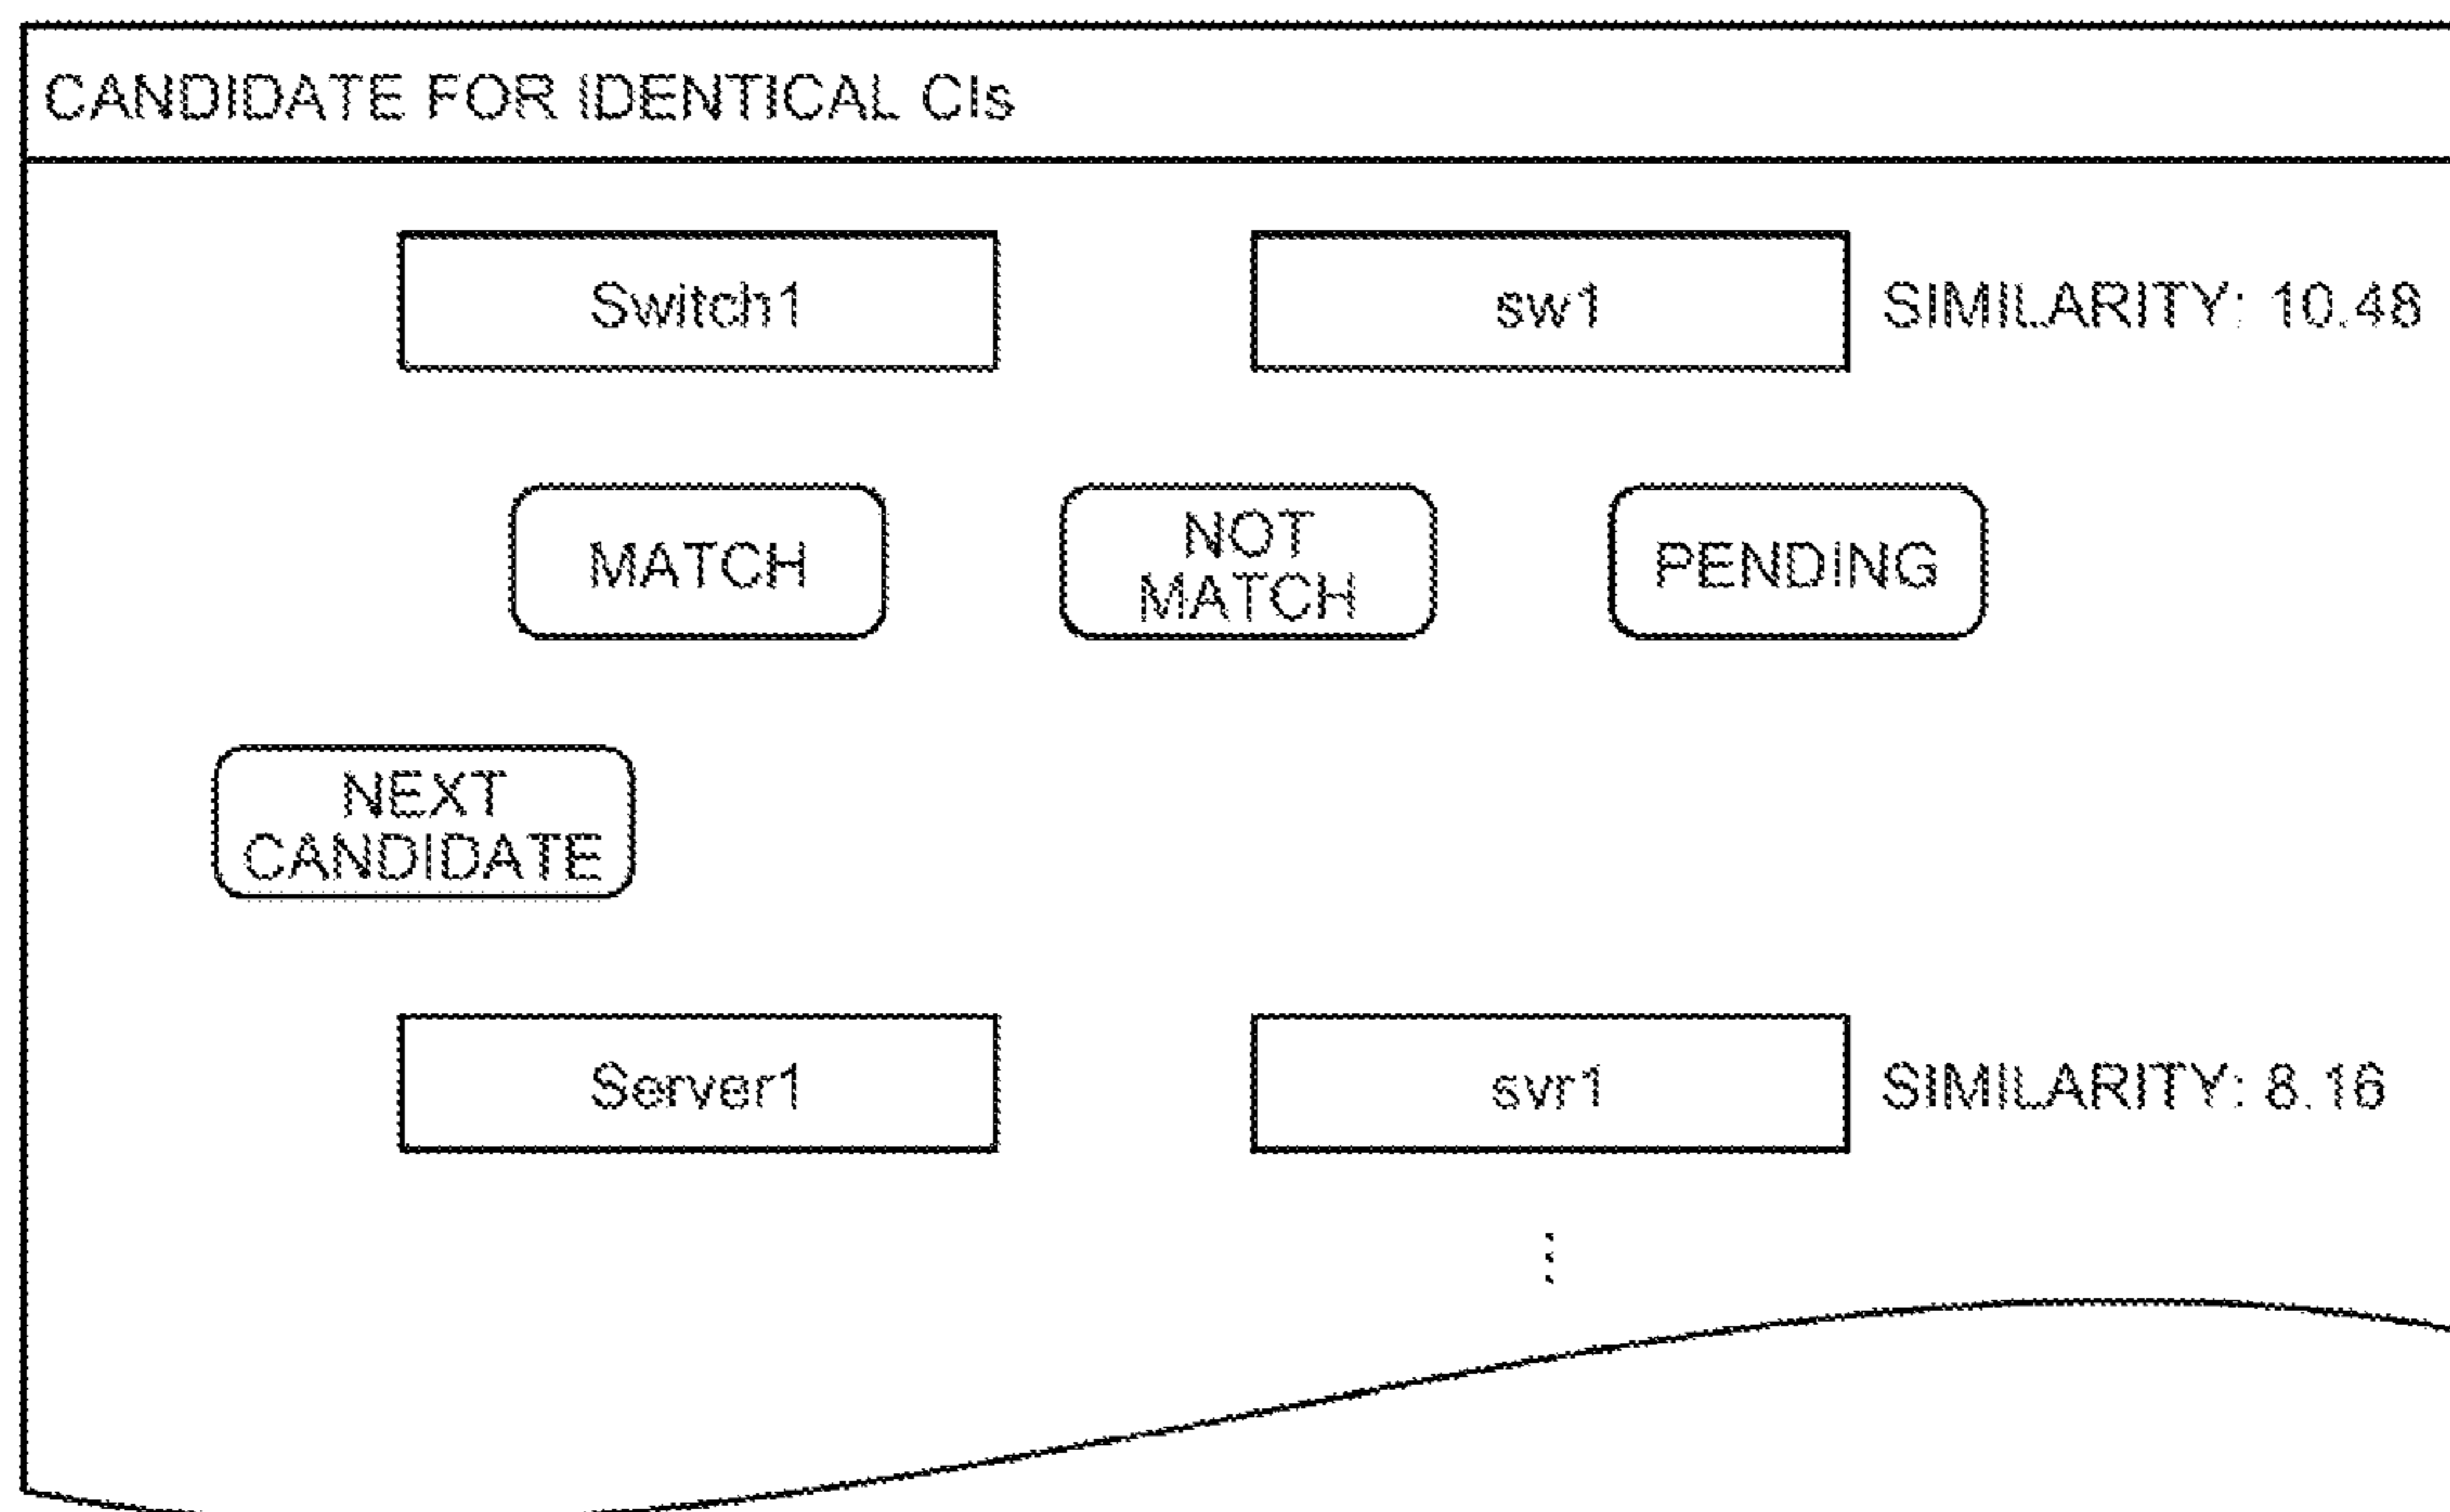 CANDIDATE FOR IDENTICAL CIs
Switch1 sw1 SIMILARITY: 10.48
MATCH
NOT
MATCH
PENDING
NEXT
CANDIDATE
Server1 svr1 SIMILARITY: 8.16